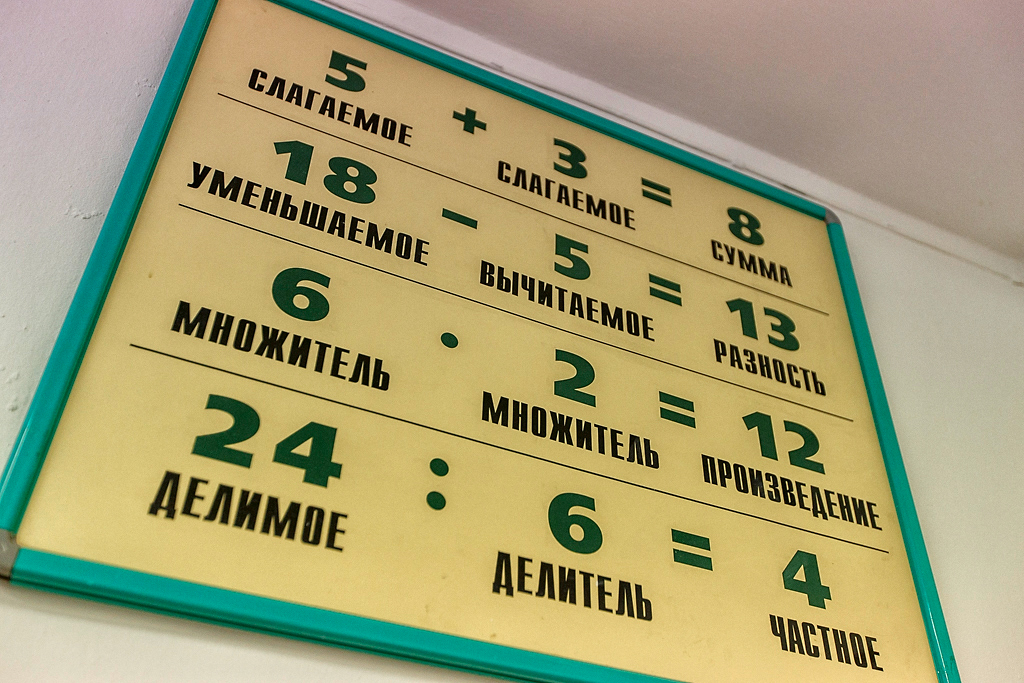 5 + 3 = 8
СЛАГАЕМОЕ СЛАГАЕМОЕ СУММА
18 - 5 = 13
УМЕНЬШАЕМОЕ ВЫЧИТАЕМОЕ РАЗНОСТЬ
6 · 2 = 12
МНОЖИТЕЛЬ МНОЖИТЕЛЬ ПРОИЗВЕДЕНИЕ
24 : 6 = 4
ДЕЛИМОЕ ДЕЛИТЕЛЬ ЧАСТНОЕ